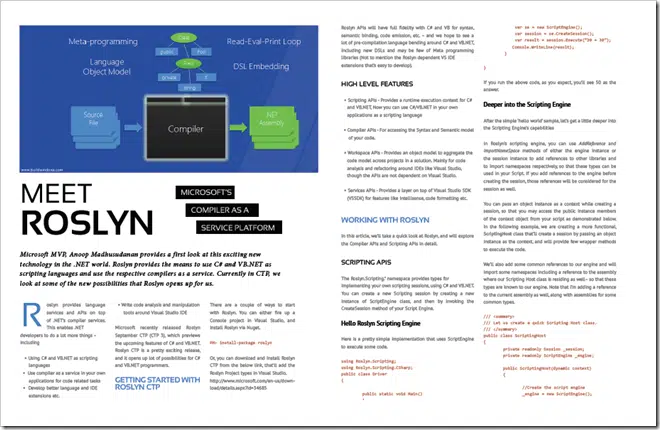 Meta-programming
Language
Object Model
Read-Eval-Print Loop
DSL Embedding
Class
public
Foo
Field
private
X
string
Source
File
Compiler
.NET
Assembly
www.buildwindows.com
MEET
ROSLYN
MICROSOFT'S
COMPILER AS A
SERVICE PLATFORM
Microsoft MVP, Anoop Madhusudanan provides a first look at this exciting new
technology in the .NET world. Roslyn provides the means to use C# and VB.NET as
scripting languages and use the respective compilers as a service. Currently in CTP, we
look at some of the new possibilities that Roslyn opens up for us.
Roslyn provides language
services and APIs on top
of .NET's compiler services.
This enables .NET
developers to do a lot more things –
including
• Using C# and VB.NET as scripting
languages
• Use compiler as a service in your own
applications for code related tasks
• Develop better language and IDE
extensions etc.
• Write code analysis and manipulation
tools around Visual Studio IDE
Microsoft recently released Roslyn
September CTP (CTP 3), which previews
the upcoming features of C# and VB.NET.
Roslyn CTP is a pretty exciting release,
and it opens up lot of possibilities for C#
and VB.NET programmers.
GETTING STARTED WITH
ROSLYN CTP
There are a couple of ways to start
with Roslyn. You can either fire up a
Console project in Visual Studio, and
Install Roslyn via Nuget,
PM> install-package roslyn
Or, you can download and install Roslyn
CTP from the below link, that'll add the
Roslyn Project types in Visual Studio.
http://www.microsoft.com/en-us/down-
load/details.aspx?id=34685
Roslyn APIs will have full fidelity with C# and VB for syntax,
semantic binding, code emission, etc. – and we hope to see a
lot of pre-compilation language bending around C# and VB.NET,
including new DSLs and may be few of Meta programming
libraries (Not to mention the Roslyn dependent VS IDE
extensions that's easy to develop).
HIGH LEVEL FEATURES
• Scripting APIs - Provides a runtime execution context for C#
and VB.NET, Now you can use C#/VB.NET in your own
applications as a scripting language
• Compiler APIs - For accessing the Syntax and Semantic model
of your code.
• Workspace APIs - Provides an object model to aggregate the
code model across projects in a solution. Mainly for code
analysis and refactoring around IDEs like Visual Studio,
though the APIs are not dependent on Visual Studio.
• Services APIs - Provides a layer on top of Visual Studio SDK
(VSSDK) for features like Intellisense, code formatting etc.
WORKING WITH ROSLYN
In this article, we'll take a quick look at Roslyn, and will explore the
Compiler APIs and Scripting APIs in detail.
SCRIPTING APIS
The Roslyn.Scripting.* namespace provides types for
implementing your own scripting sessions, using C# and VB.NET.
You can create a new Scripting session by creating a new
instance of ScriptEngine class, and then by invoking the
CreateSession method of your Script Engine.
Hello Roslyn Scripting Engine
Here is a pretty simple implementation that uses ScriptEngine
to execute some code.
using Roslyn.Scripting;
using Roslyn.Scripting.CSharp;
public class Driver
{
public static void Main()
{
var se = new ScriptEngine();
var session = se.CreateSession();
var result = session.Execute("20 + 30");
Console.WriteLine(result);
}
}
If you run the above code, as you expect, you'll see 50 as the
answer.
Deeper into the Scripting Engine
After the simple 'hello world' sample, let's get a little deeper into
the Scripting Engine's capabilities
In Roslyn's scripting engine, you can use AddReference and
ImportNamespace methods of either the engine instance or
the session instance to add references to other libraries and
to import namespaces respectively, so that these types can be
used in your Script. If you add references to the engine before
creating the session, those references will be considered for the
session as well.
You can pass an object instance as context while creating a
session, so that you may access the public instance members
of the context object from your script as demonstrated below.
In the following example, we are creating a more functional,
ScriptingHost class that'll create a session by passing an object
instance as the context, and will provide few wrapper methods
to execute the code.
We'll also add some common references to our engine and will
import some namespaces including a reference to the assembly
where our Scripting Host class is residing as well– so that these
types are known to our engine. Note that I'm adding a reference
to the current assembly as well, along with assemblies for some
common types.
/// <summary>
/// Let us create a quick Scripting Host class.
/// </summary>
public class ScriptingHost
{
private readonly Session _session;
private readonly ScriptEngine _engine;
public ScriptingHost(dynamic context)
{
//Create the script engine
_engine = new ScriptEngine();